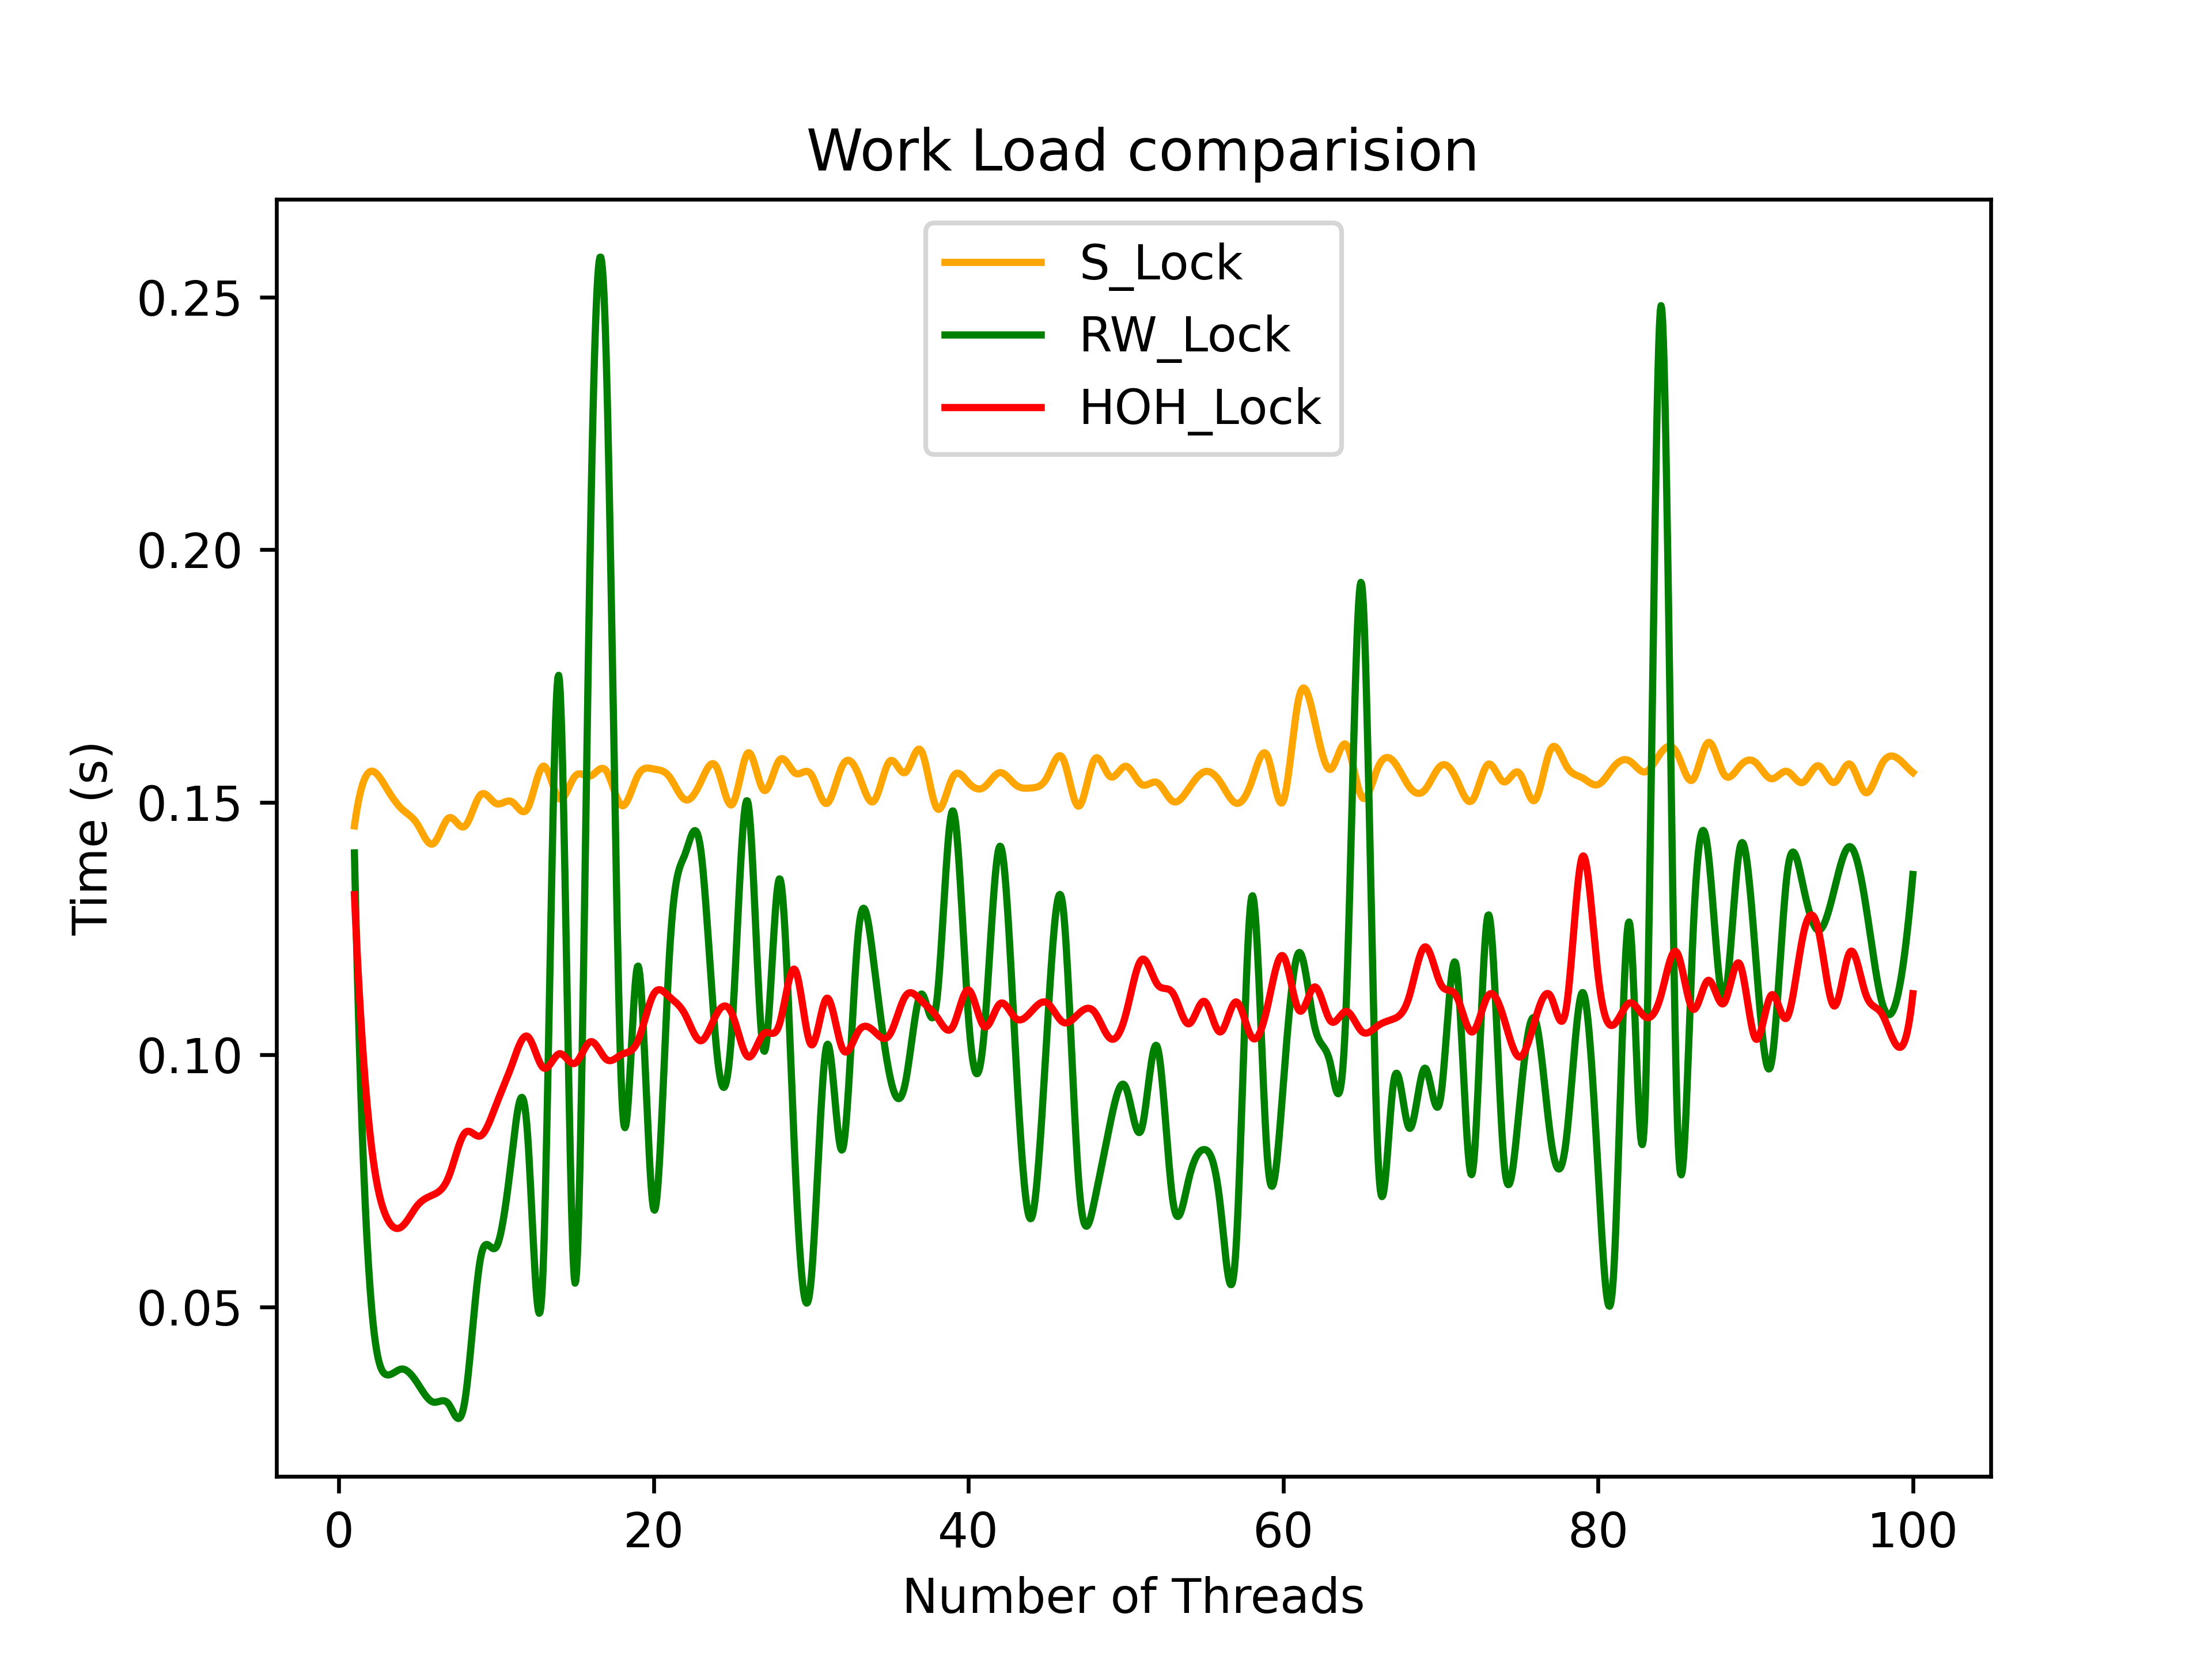 Work Load comparision
S_Lock
RW_Lock
HOH_Lock
Time (s)
0.25
0.20
0.15
0.10
0.05
0 20 40 60 80 100
Number of Threads